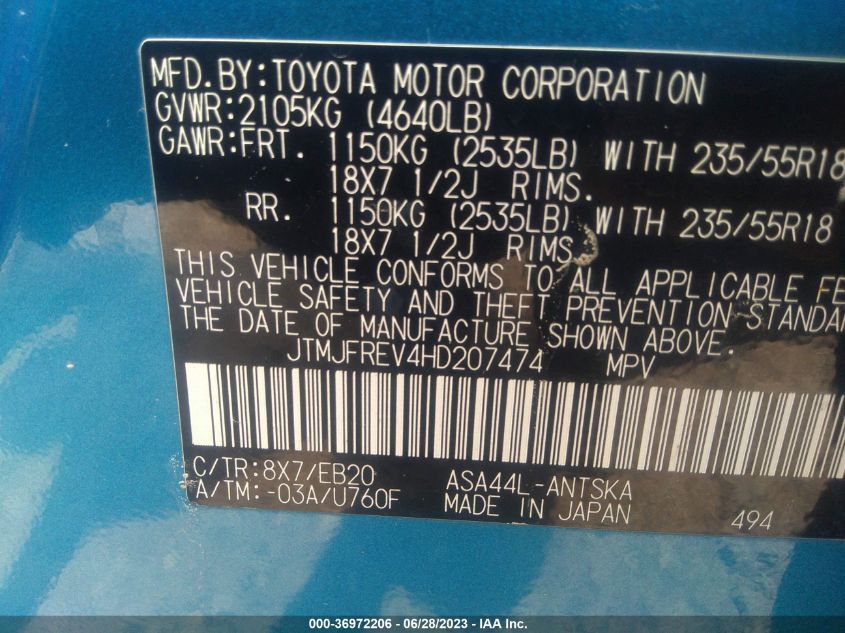 MFD.BY:TOYOTA MOTOR CORPORATION
GVWR:2105KG (4640LB)
GAWR:FRT. 1150KG (2535LB) WITH 235/55R18
18X7 1/2J RIMS.
RR. 1150KG (2535LB) WITH 235/55R18
18X7 1/2J RIMS
THIS VEHICLE CONFORMS TO ALL APPLICABLE FE
VEHICLE SAFETY AND THEFT PREVENTION STANDA
THE DATE OF MANUFACTURE SHOWN ABOVE.
JTMJFREV4HD207474 MPV
C/TR:8X7/EB20 ASA44L-ANTSKA
A/TM:-03A/U760F MADE IN JAPAN 494
000-36972206 - 06/28/2023 - IAA Inc.